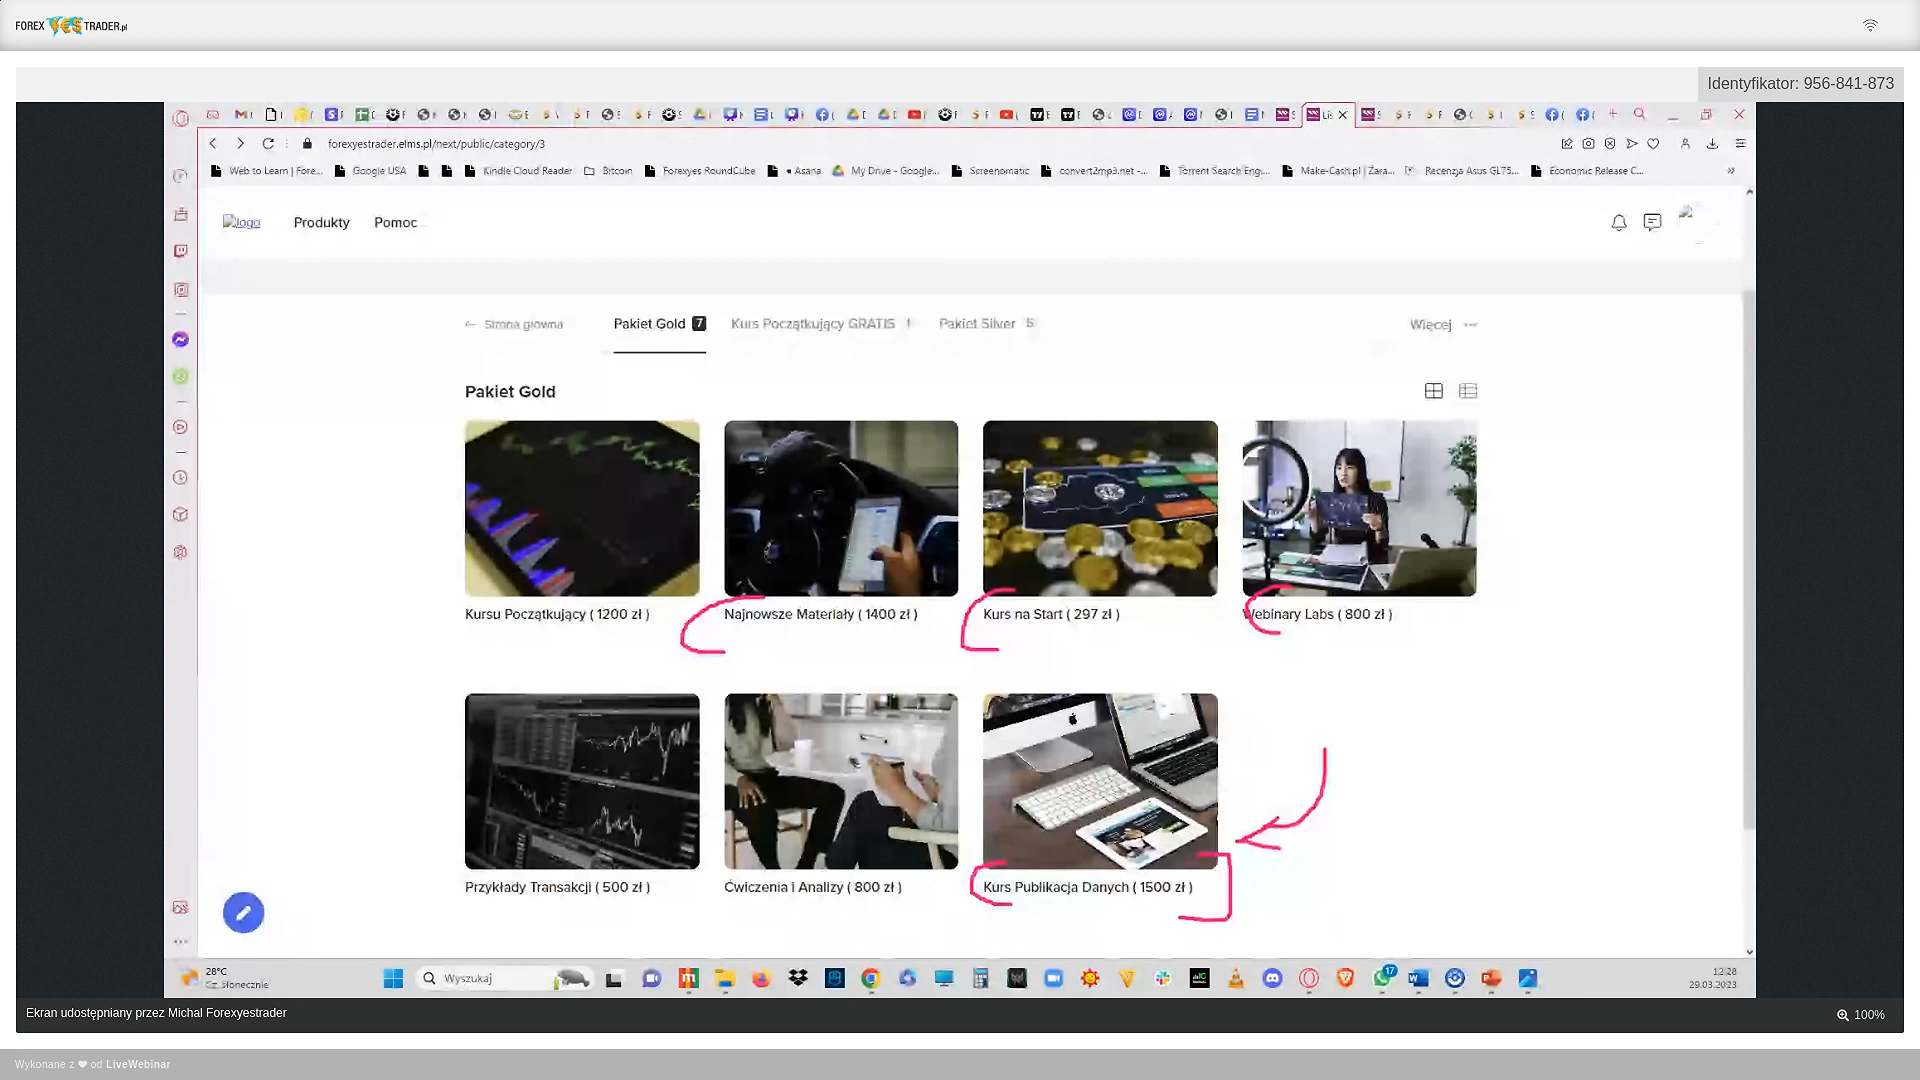 FOREX YES TRADER.pl
Identyfikator: 956-841-873
forexyestrader.elms.pl/next/public/category/3
Web to Learn | Fore... Google USA Kindle Cloud Reader Bitcoin Forexyes RoundCube • Asana My Drive - Google... Screenomatic convert2mp3.net -... Torrent Search Engi... Make-Cash.pl | Zara... Recenzja Asus GL75... Economic Release C... »
logo Produkty Pomoc
← Strona główna Pakiet Gold 7 Kurs Początkujący GRATIS 1 Pakiet Silver 5 Więcej ...
Pakiet Gold
Kursu Początkujący ( 1200 zł ) Najnowsze Materiały ( 1400 zł ) Kurs na Start ( 297 zł ) Webinary Labs ( 800 zł )
Przykłady Transakcji ( 500 zł ) Ćwiczenia i Analizy ( 800 zł ) Kurs Publikacja Danych ( 1500 zł )
28°C Wyszukaj 17 12:28
Cz. słonecznie 29.03.2023
Ekran udostępniany przez Michal Forexyestrader 100%
Wykonane z ❤ od LiveWebinar